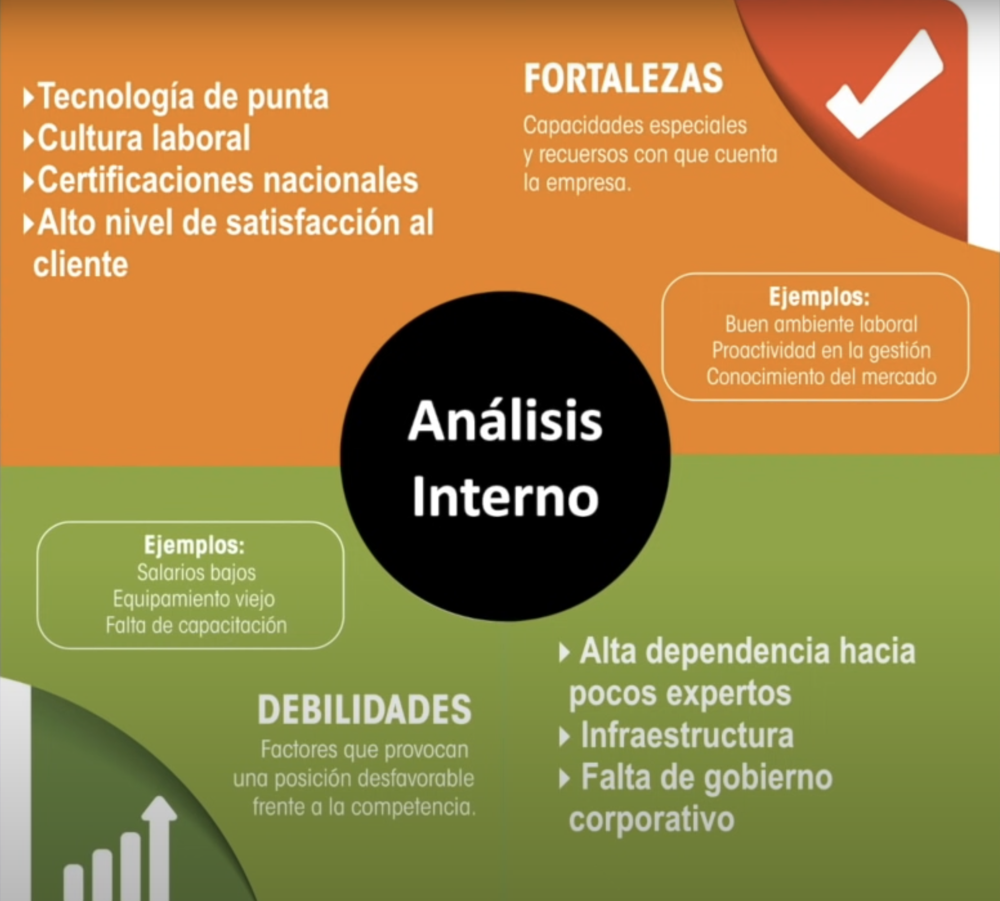 ▸Tecnología de punta
▸Cultura laboral
▸Certificaciones nacionales
▸Alto nivel de satisfacción al
cliente
FORTALEZAS
Capacidades especiales
y recuersos con que cuenta
la empresa.
Ejemplos:
Buen ambiente laboral
Proactividad en la gestión
Conocimiento del mercado
Análisis
Interno
Ejemplos:
Salarios bajos
Equipamiento viejo
Falta de capacitación
DEBILIDADES
Factores que provocan
una posición desfavorable
frente a la competencia.
▸ Alta dependencia hacia
pocos expertos
▸ Infraestructura
▸ Falta de gobierno
corporativo